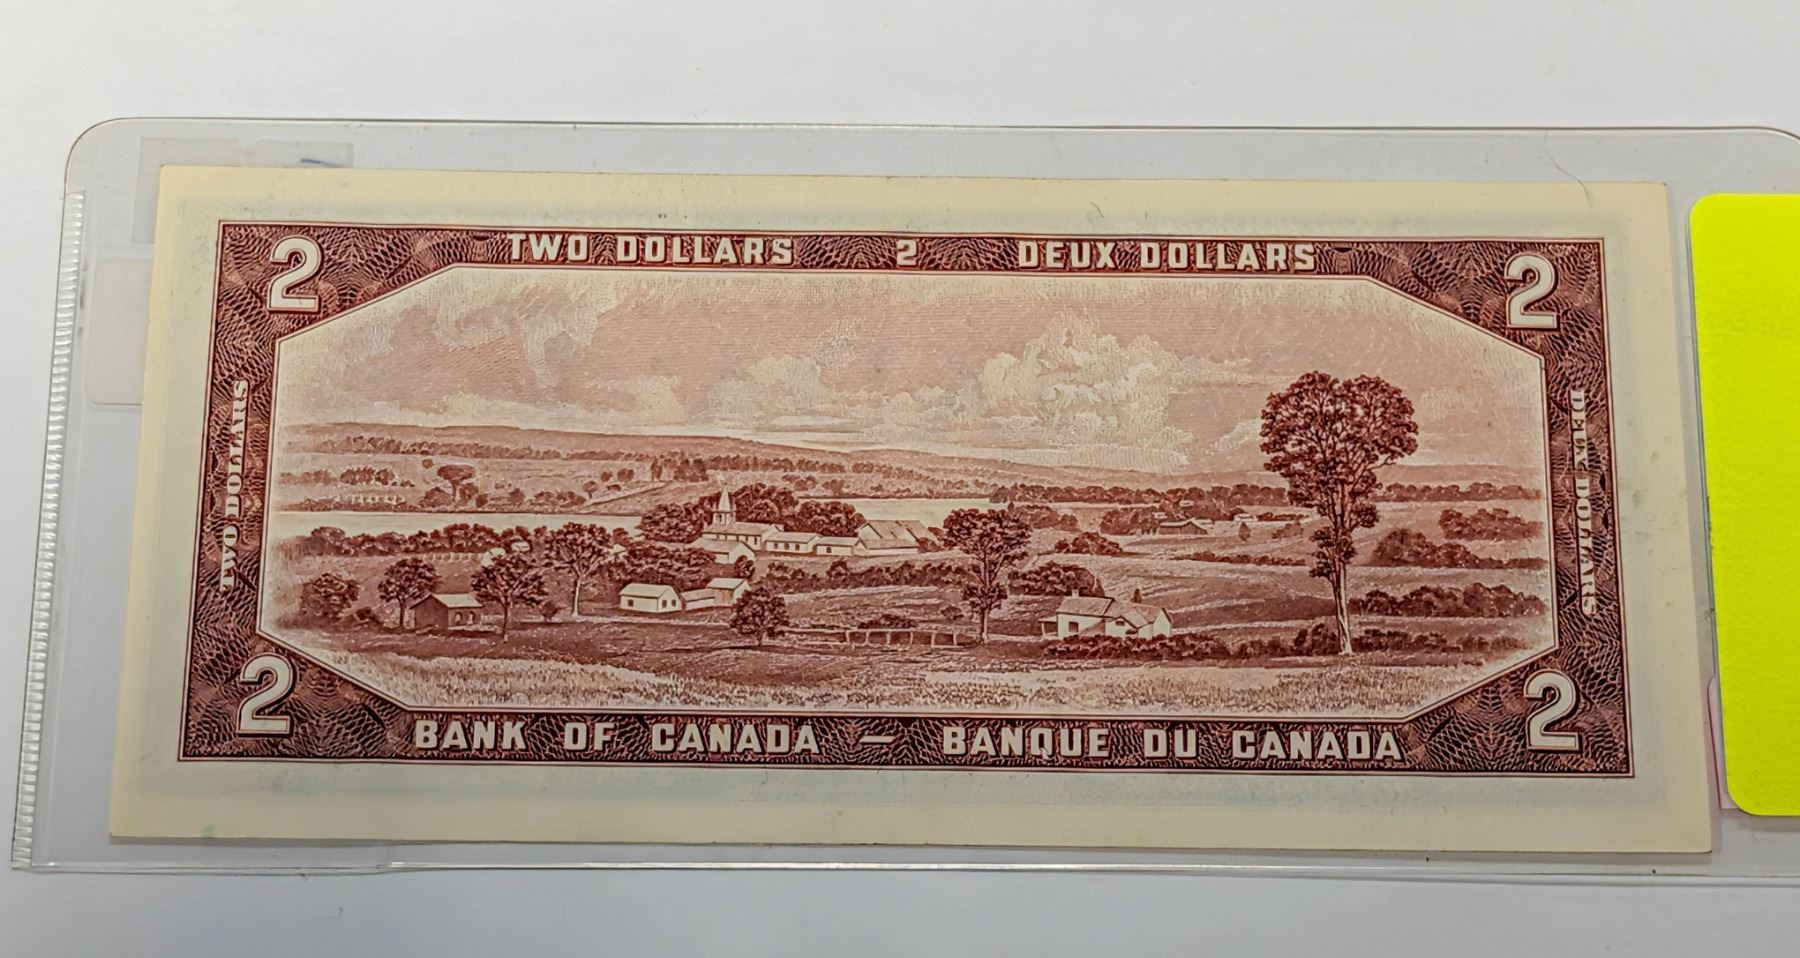 TWO DOLLARS 2 DEUX DOLLARS
2 2
TWO DOLLARS
DEUX DOLLARS
2 2
BANK OF CANADA – BANQUE DU CANADA